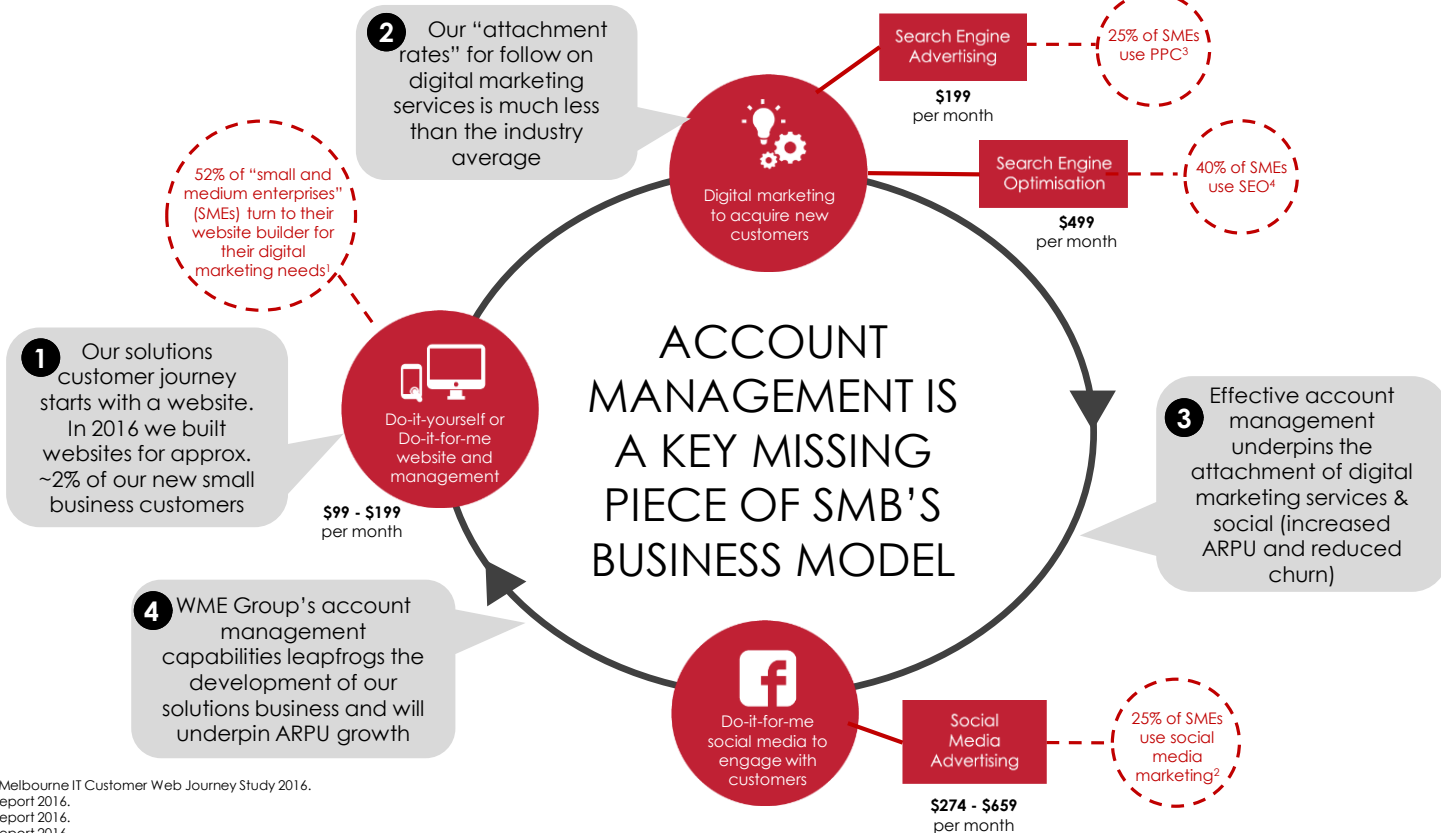 2
Our “attachment
rates” for follow on
digital marketing
services is much less
than the industry
average
Search Engine
Advertising
25% of SMEs
use PPC³
$199
per month
Digital marketing
to acquire new
customers
Search Engine
Optimisation
40% of SMEs
use SEO⁴
$499
per month
52% of “small and
medium enterprises”
(SMEs) turn to their
website builder for
their digital
marketing needs¹
1
Our solutions
customer journey
starts with a website.
In 2016 we built
websites for approx.
~2% of our new small
business customers
Do-it-yourself or
Do-it-for-me
website and
management
$99 - $199
per month
ACCOUNT
MANAGEMENT IS
A KEY MISSING
PIECE OF SMB’S
BUSINESS MODEL
3
Effective account
management
underpins the
attachment of digital
marketing services &
social (increased
ARPU and reduced
churn)
4
WME Group’s account
management
capabilities leapfrogs the
development of our
solutions business and will
underpin ARPU growth
f
Do-it-for-me
social media to
engage with
customers
Social
Media
Advertising
25% of SMEs
use social
media
marketing²
$274 - $659
per month
Melbourne IT Customer Web Journey Study 2016.
eport 2016.
eport 2016.
eport 2016.